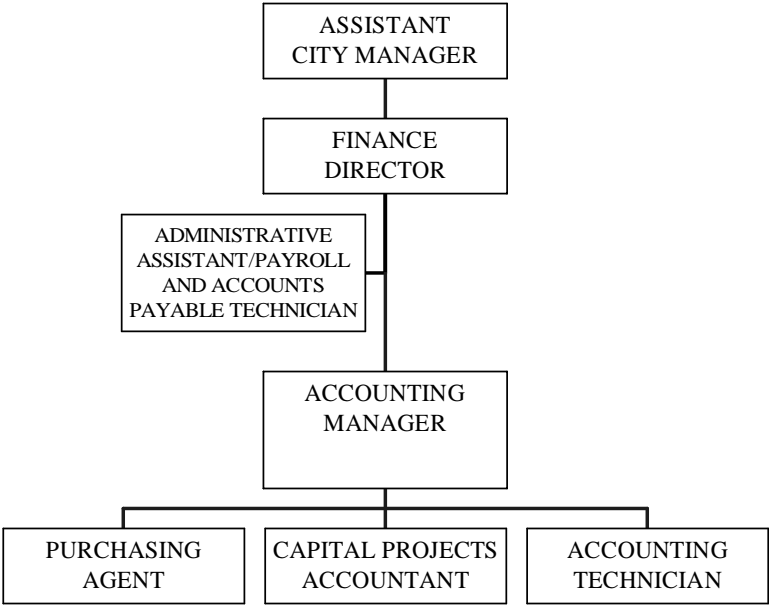 ASSISTANT
CITY MANAGER
FINANCE
DIRECTOR
ADMINISTRATIVE
ASSISTANT/PAYROLL
AND ACCOUNTS
PAYABLE TECHNICIAN
ACCOUNTING
MANAGER
PURCHASING
AGENT
CAPITAL PROJECTS
ACCOUNTANT
ACCOUNTING
TECHNICIAN